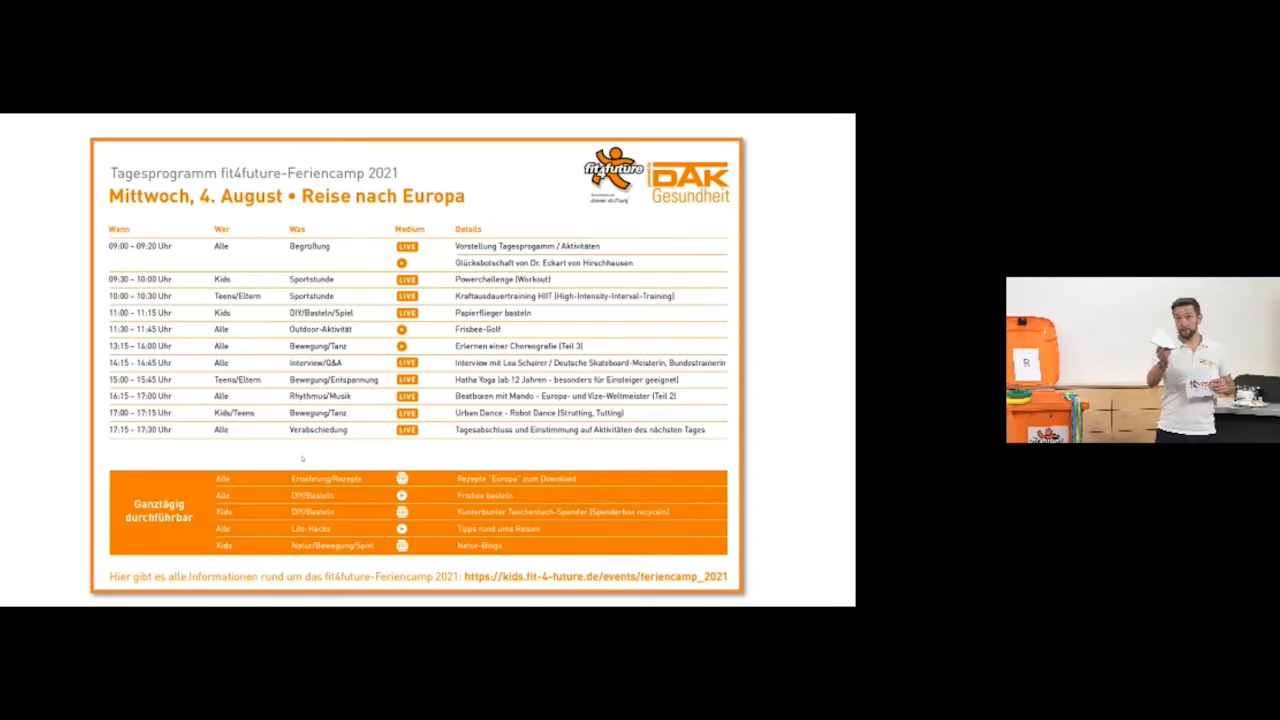 Tagesprogramm fit4future-Feriencamp 2021
Mittwoch, 4. August • Reise nach Europa
fit4future
DAK
Gesundheit
Wann Wer Was Medium Details
09:00 – 09:20 Uhr Alle Begrüßung LIVE Vorstellung Tagesprogamm / Aktivitäten
Glücksbotschaft von Dr. Eckart von Hirschhausen
09:30 – 10:00 Uhr Kids Sportstunde LIVE Powerchallenge (Workout)
10:00 – 10:30 Uhr Teens/Eltern Sportstunde LIVE Kraftausdauertraining HIIT (High-Intensity-Interval-Training)
11:00 – 11:15 Uhr Kids DIY/Basteln/Spiel LIVE Papierflieger basteln
11:30 – 11:45 Uhr Alle Outdoor-Aktivität Frisbee-Golf
13:15 – 14:00 Uhr Alle Bewegung/Tanz Erlernen einer Choreografie (Teil 3)
14:15 – 14:45 Uhr Alle Interview/Q&A LIVE Interview mit Lea Schairer / Deutsche Skateboard-Meisterin, Bundestrainerin
15:00 – 15:45 Uhr Teens/Eltern Bewegung/Entspannung LIVE Hatha Yoga (ab 12 Jahren - besonders für Einsteiger geeignet)
16:15 – 17:00 Uhr Alle Rhythmus/Musik LIVE Beatboxen mit Mando - Europa- und Vize-Weltmeister (Teil 2)
17:00 – 17:15 Uhr Kids/Teens Bewegung/Tanz LIVE Urban Dance - Robot Dance (Strutting, Tutting)
17:15 – 17:30 Uhr Alle Verabschiedung LIVE Tagesabschluss und Einstimmung auf Aktivitäten des nächsten Tages
Ganztägig
durchführbar
Alle Ernährung/Rezepte Rezepte "Europa" zum Download
Alle DIY/Basteln Frisbee basteln
Kids DIY/Basteln Kunterbunter Taschentuch-Spender (Spenderbox recyceln)
Alle Life-Hacks Tipps rund ums Reisen
Kids Natur/Bewegung/Spiel Natur-Bingo
Hier gibt es alle Informationen rund um das fit4future-Feriencamp 2021: https://kids.fit-4-future.de/events/feriencamp_2021
R